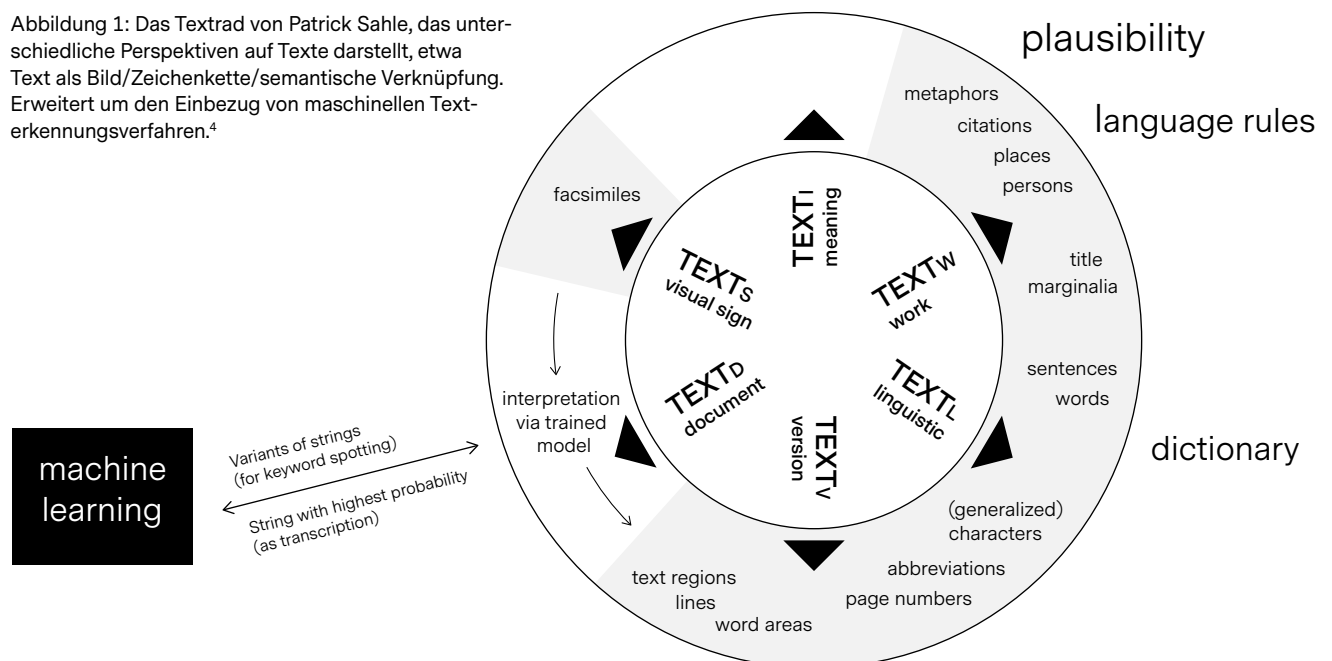 Abbildung 1: Das Textrad von Patrick Sahle, das unter-
schiedliche Perspektiven auf Texte darstellt, etwa
Text als Bild/Zeichenkette/semantische Verknüpfung.
Erweitert um den Einbezug von maschinellen Text-
erkennungsverfahren.⁴
plausibility
language rules
dictionary
metaphors
citations
places
persons
title
marginalia
sentences
words
(generalized)
characters
abbreviations
page numbers
text regions
lines
word areas
facsimiles
interpretation
via trained
model
TEXTI
meaning
TEXTW
work
TEXTL
linguistic
TEXTV
version
TEXTD
document
TEXTS
visual sign
machine
learning
Variants of strings
(for keyword spotting)
String with highest probability
(as transcription)